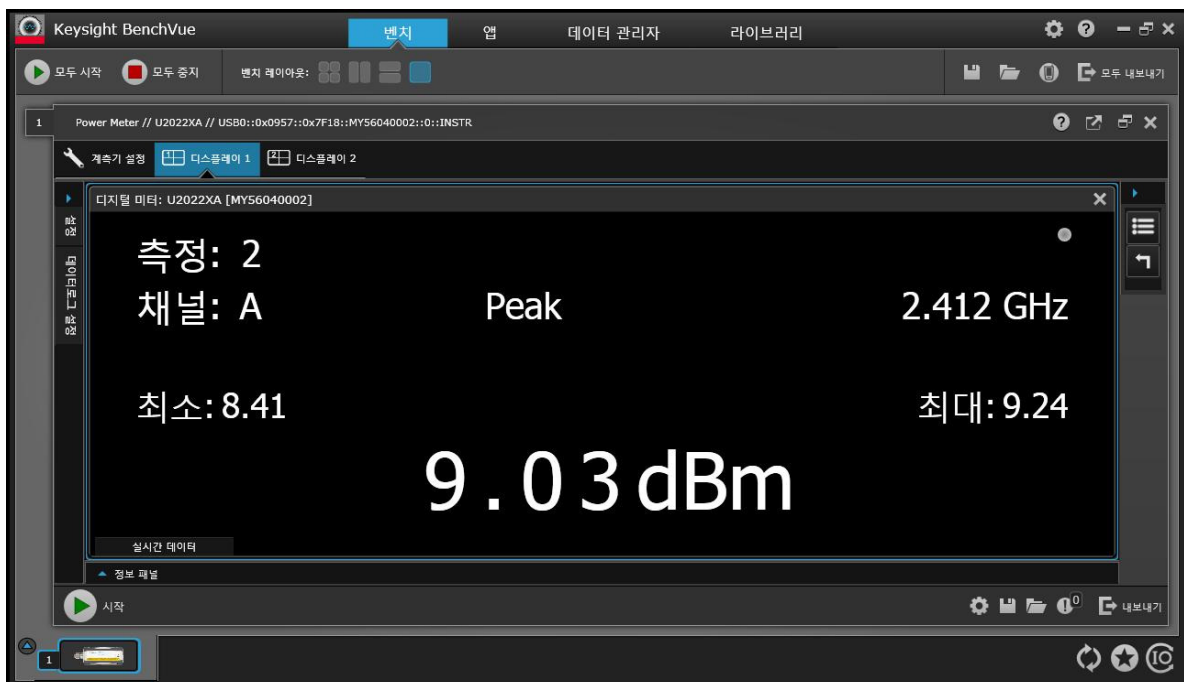 Keysight BenchVue
벤치
앱
데이터 관리자
라이브러리
모두 시작
모두 중지
벤치 레이아웃:
모두 내보내기
1
Power Meter // U2022XA // USB0::0x0957::0x7F18::MY56040002::0::INSTR
계측기 설정
1
디스플레이 1
2
디스플레이 2
설정
데이터로그 설정
디지털 미터: U2022XA [MY56040002]
측정: 2
채널: A
Peak
2.412 GHz
최소: 8.41
최대: 9.24
9.03 dBm
실시간 데이터
정보 패널
시작
0
내보내기
1
IO